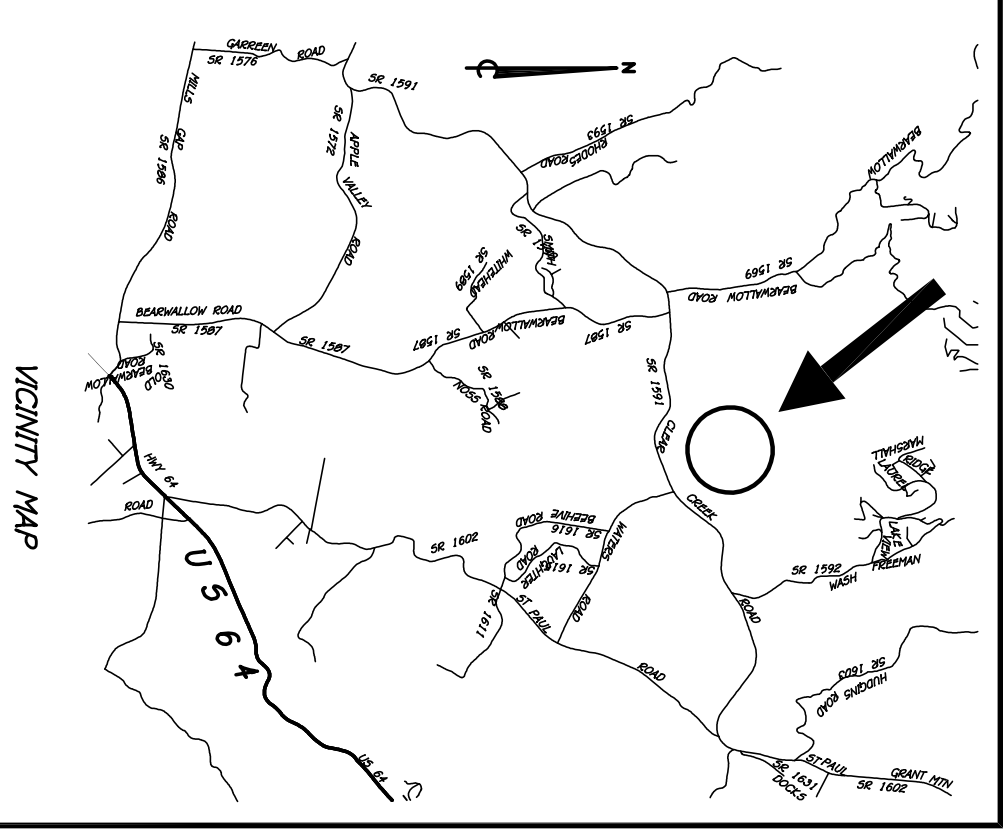 GARREEN ROAD
SR 1576
SR 1591
N
MILLS GAP ROAD
SR 1586
SR 1572
APPLE VALLEY ROAD
SR 1593
RHODES ROAD
BEARWALLOW
SR 1569
BEARWALLOW ROAD
SR 1589
WHITEHEAD
BEARWALLOW ROAD
SR 1587
SR 1587
SR 1587
BEARWALLOW ROAD
SR 1587
OLD BEARWALLOW ROAD
SR 1630
NOSS ROAD
SR 1591
CLEAR CREEK ROAD
VICINITY MAP
HWY 64
ROAD
US 64
US 64
SR 1602
BEEHIVE ROAD
SR 1616
LAUGHTER ROAD
SR 1618
WATERS ROAD
SR 1611
ST PAUL ROAD
MARSHALL
RIDGE
LAUREL
LAKE VIEW
SR 1592
WASH FREEMAN
SR 1603
HUDGINS ROAD
ST PAUL
GRANT MTN
SR 1602
SR 1631
DOCKS